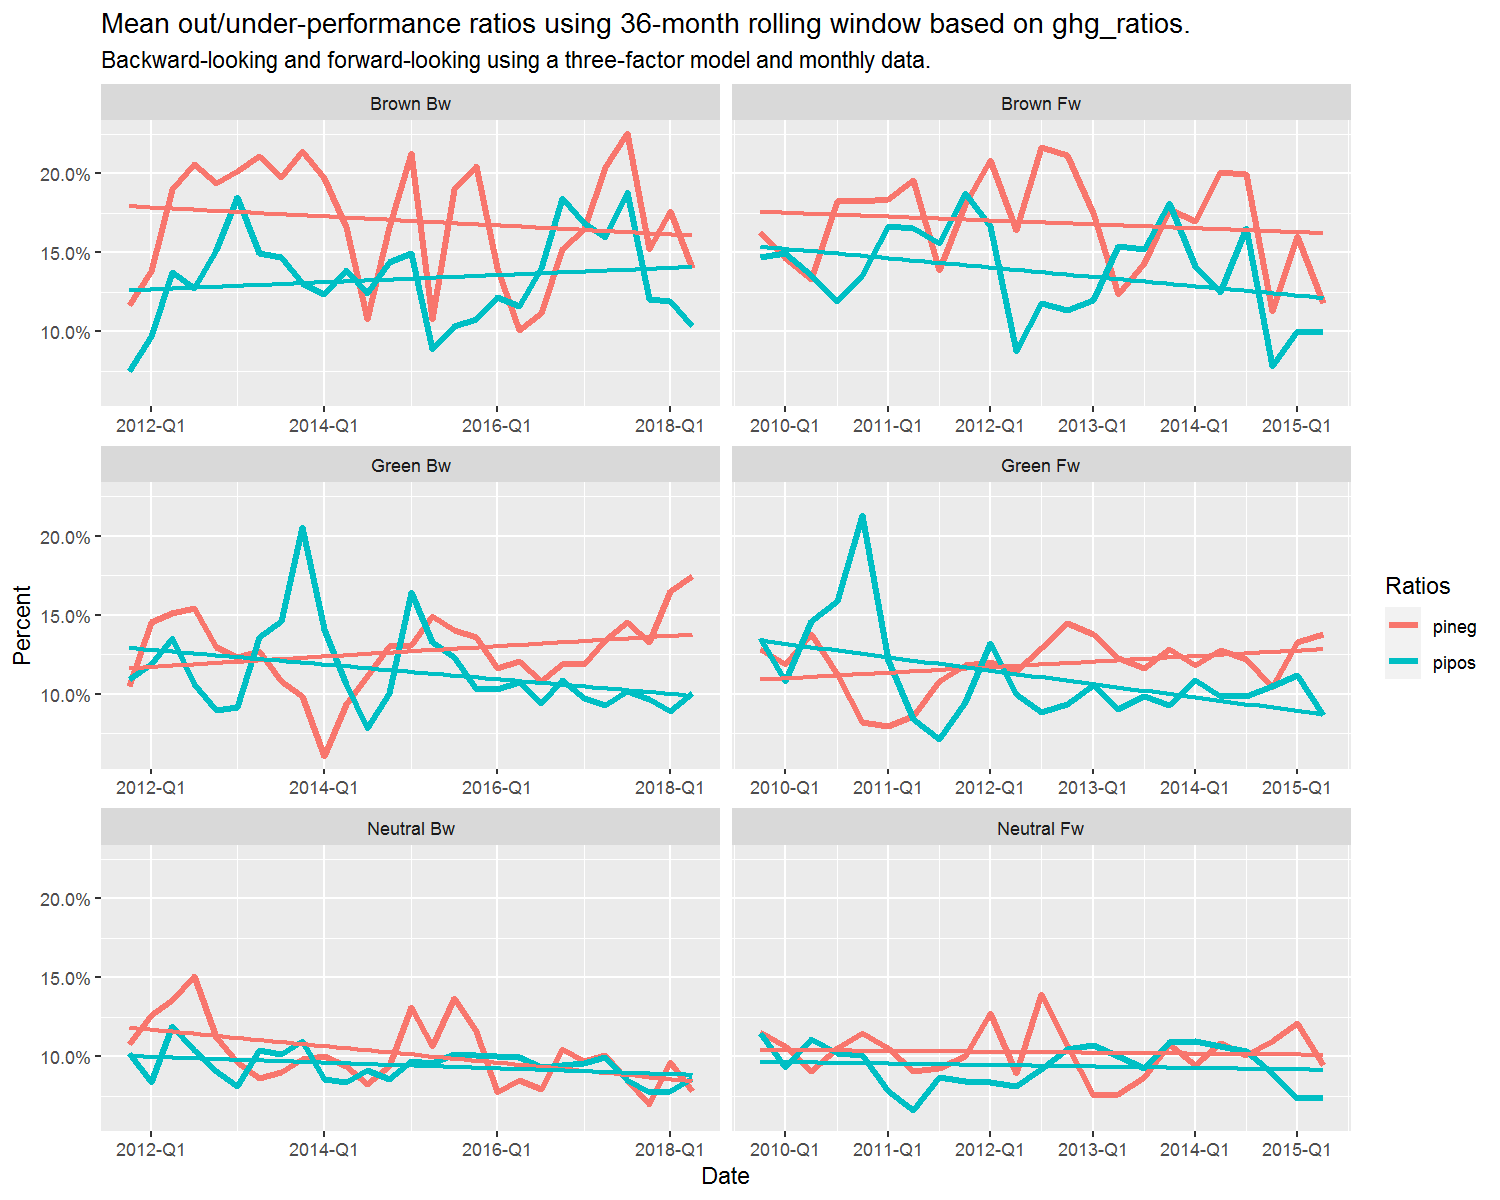 Mean out/under-performance ratios using 36-month rolling window based on ghg_ratios.
Backward-looking and forward-looking using a three-factor model and monthly data.
Brown Bw
Brown Fw
20.0%
15.0%
10.0%
2012-Q1 2014-Q1 2016-Q1 2018-Q1
2010-Q1 2011-Q1 2012-Q1 2013-Q1 2014-Q1 2015-Q1
Green Bw
Green Fw
20.0%
15.0%
10.0%
2012-Q1 2014-Q1 2016-Q1 2018-Q1
2010-Q1 2011-Q1 2012-Q1 2013-Q1 2014-Q1 2015-Q1
Neutral Bw
Neutral Fw
20.0%
15.0%
10.0%
2012-Q1 2014-Q1 2016-Q1 2018-Q1
2010-Q1 2011-Q1 2012-Q1 2013-Q1 2014-Q1 2015-Q1
Percent
Date
Ratios
pineg
pipos